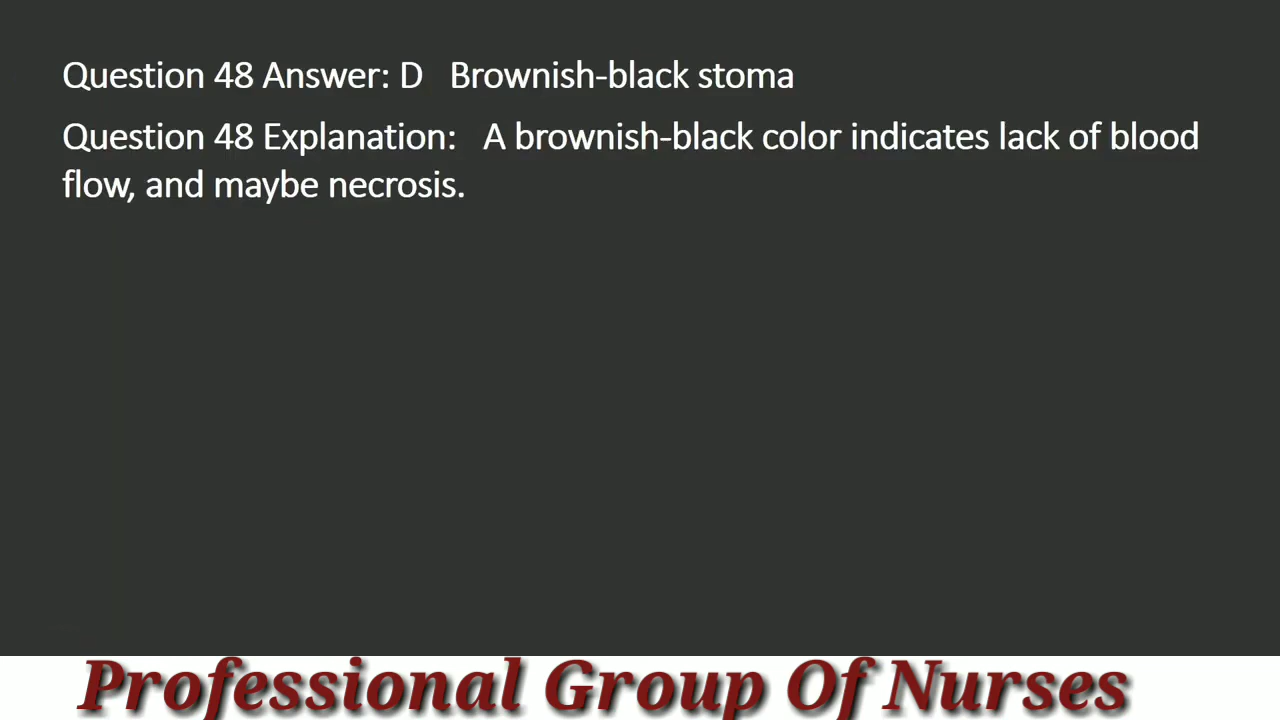 Question 48 Answer: D   Brownish-black stoma
Question 48 Explanation:   A brownish-black color indicates lack of blood
flow, and maybe necrosis.
Professional Group Of Nurses